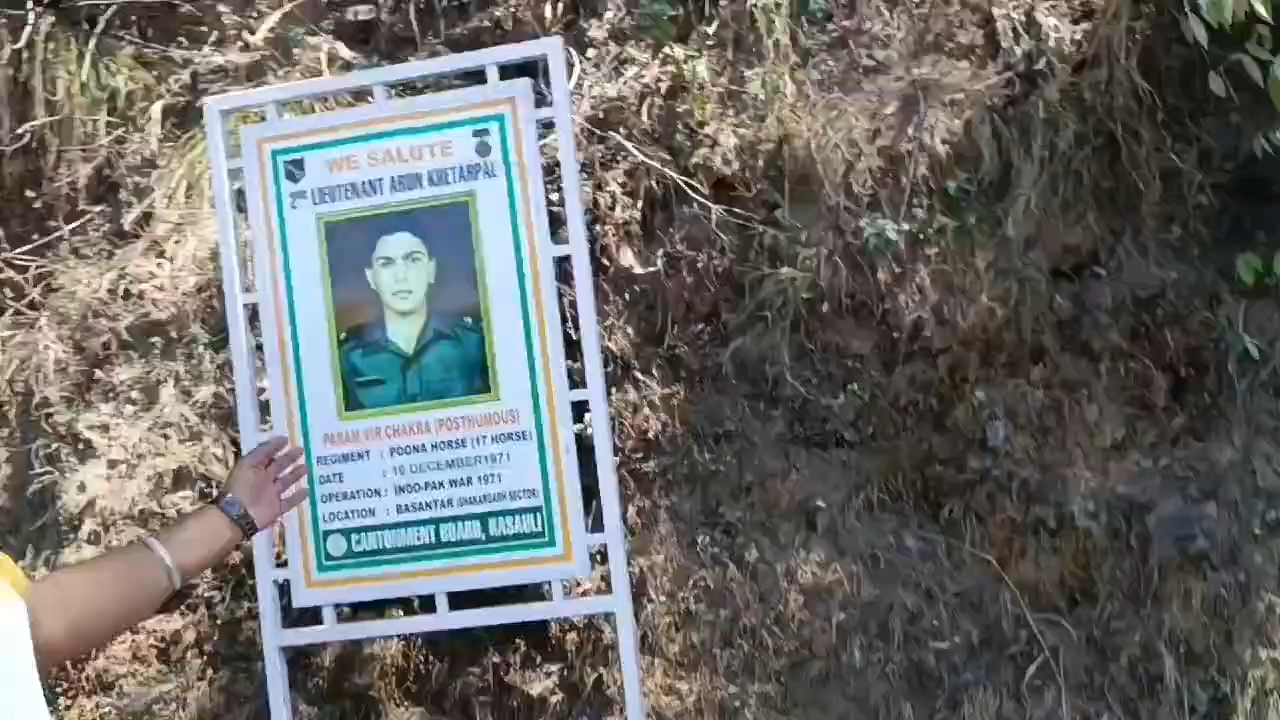 WE SALUTE
2ND LIEUTENANT ARUN KHETARPAL
PARAM VIR CHAKRA (POSTHUMOUS)
REGIMENT : POONA HORSE (17 HORSE)
DATE : 16 DECEMBER 1971
OPERATION : INDO-PAK WAR 1971
LOCATION : BASANTAR (SHAKARGARH SECTOR)
CANTONMENT BOARD, KASAULI